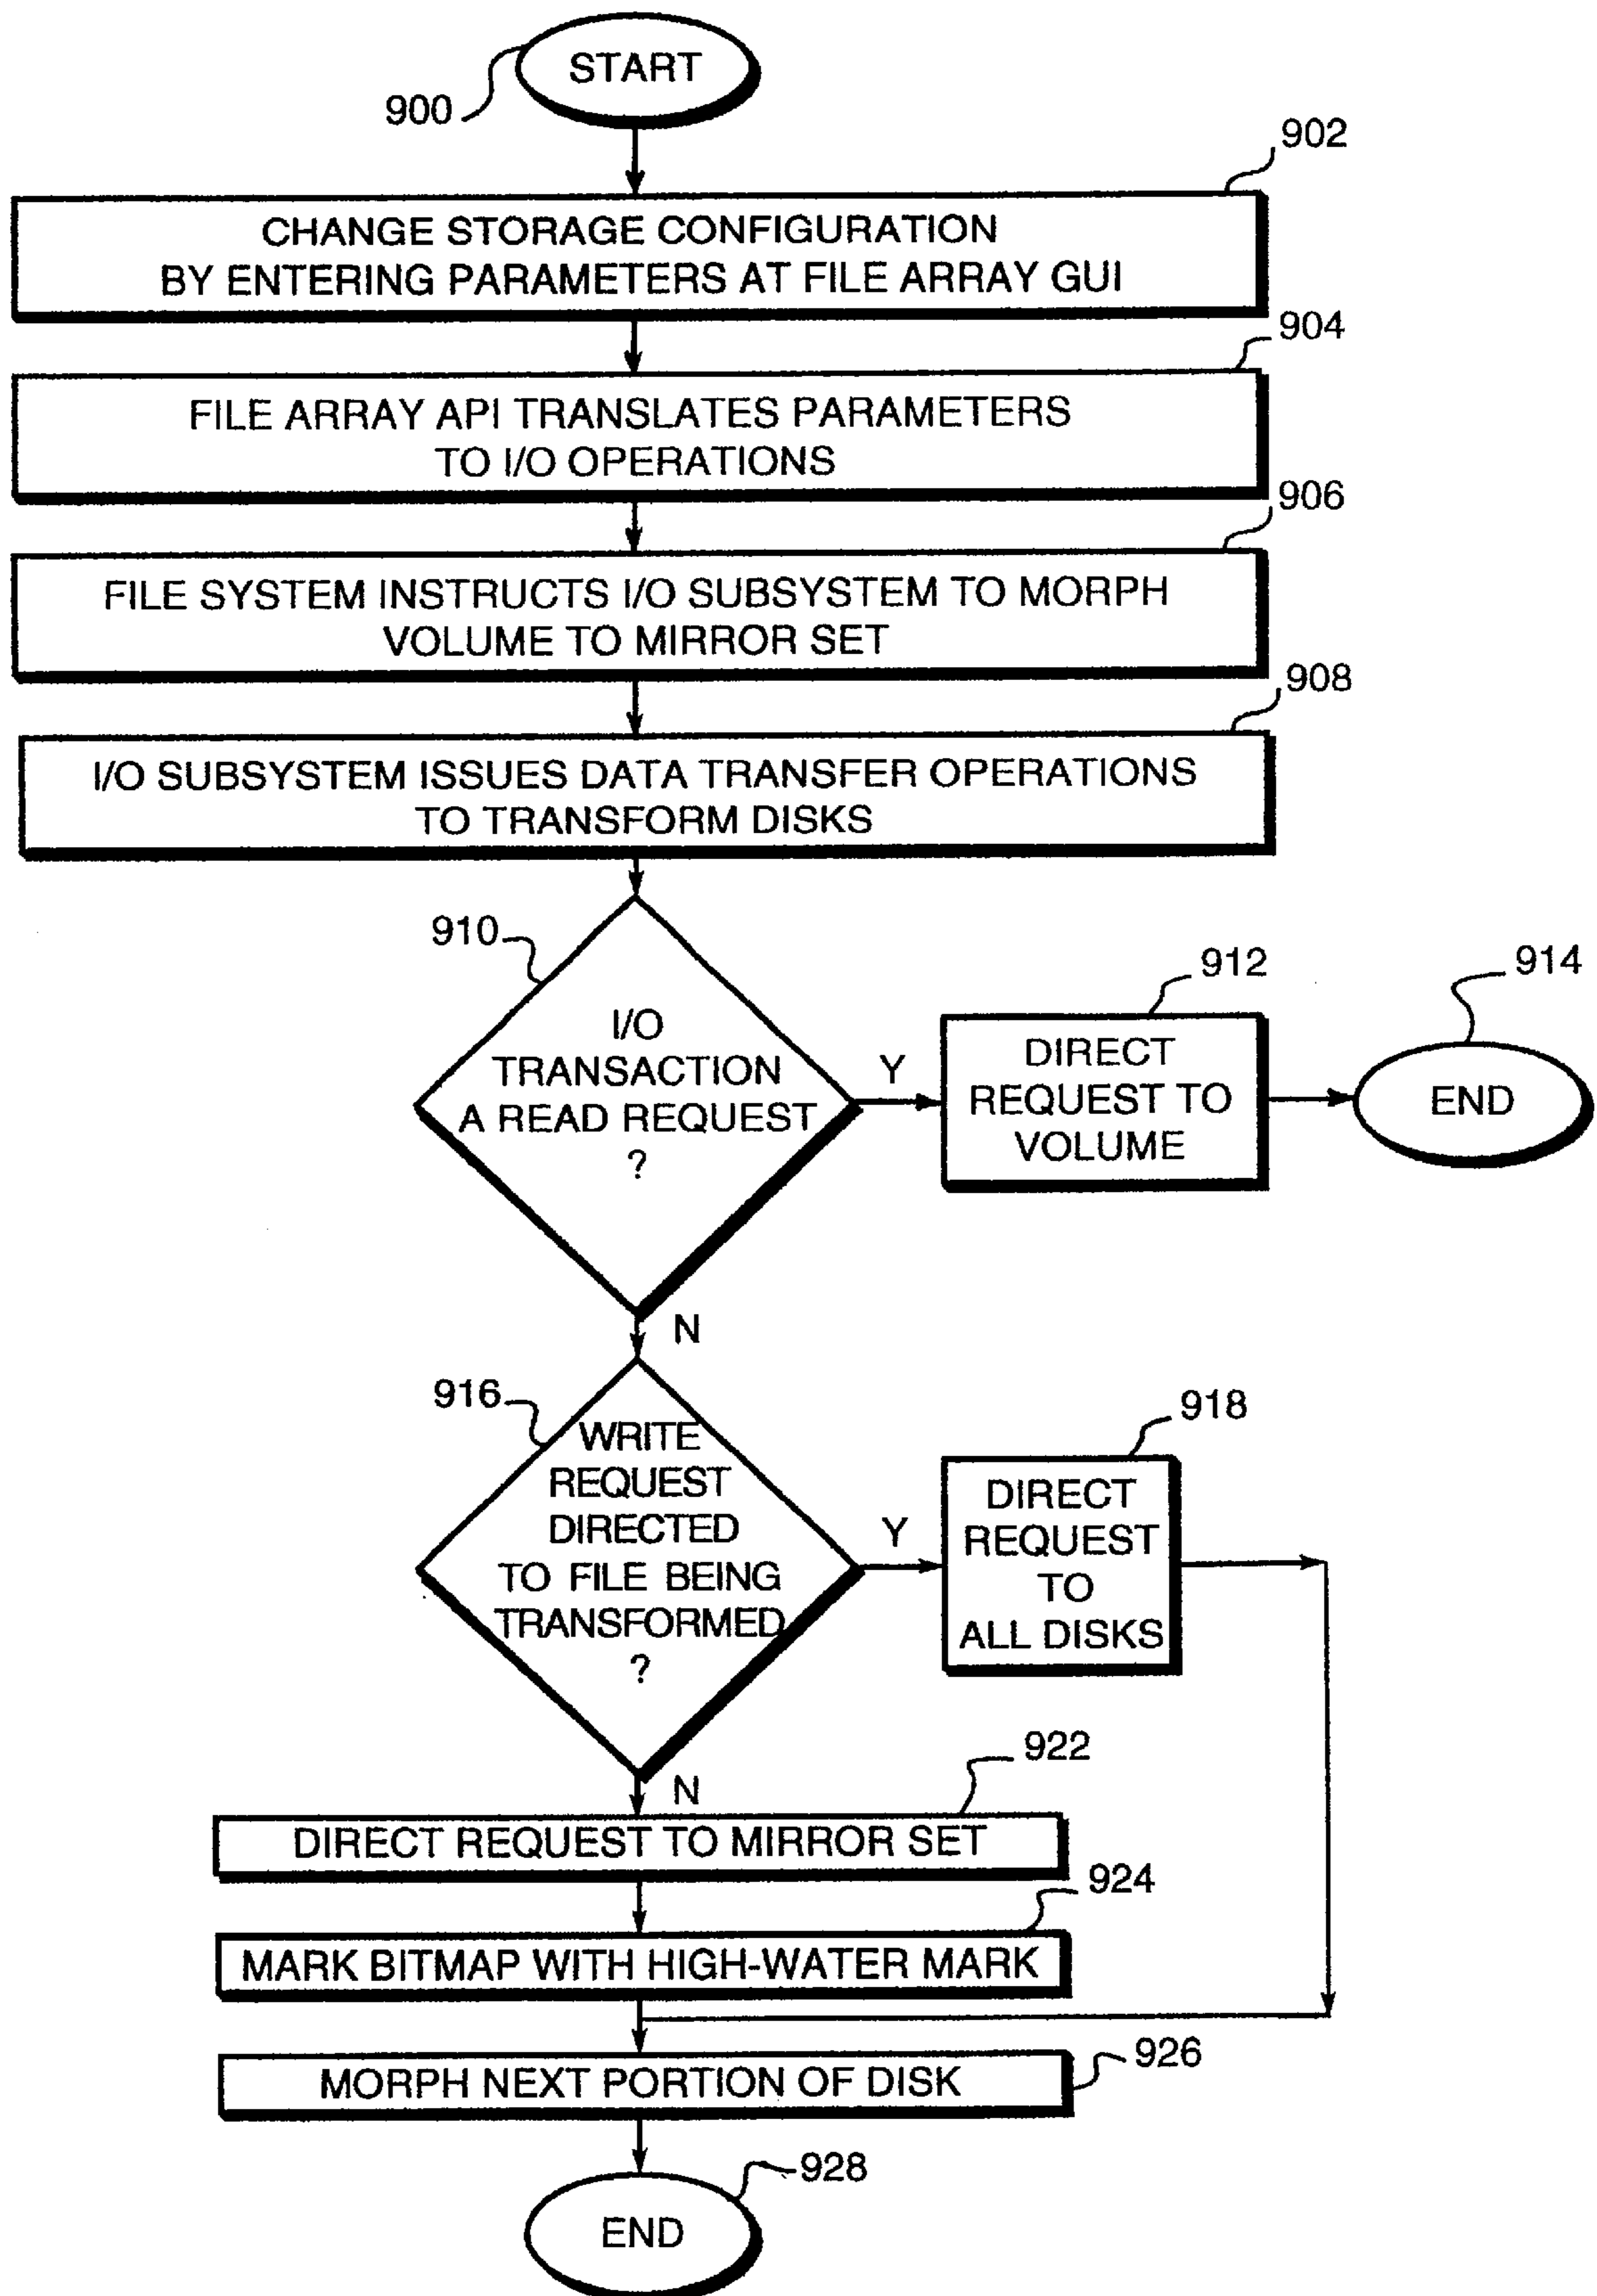 START
900
902
CHANGE STORAGE CONFIGURATION
BY ENTERING PARAMETERS AT FILE ARRAY GUI
904
FILE ARRAY API TRANSLATES PARAMETERS
TO I/O OPERATIONS
906
FILE SYSTEM INSTRUCTS I/O SUBSYSTEM TO MORPH
VOLUME TO MIRROR SET
908
I/O SUBSYSTEM ISSUES DATA TRANSFER OPERATIONS
TO TRANSFORM DISKS
910
I/O
TRANSACTION
A READ REQUEST
?
Y
912
DIRECT
REQUEST TO
VOLUME
914
END
N
916
WRITE
REQUEST
DIRECTED
TO FILE BEING
TRANSFORMED
?
Y
918
DIRECT
REQUEST
TO
ALL DISKS
N
922
DIRECT REQUEST TO MIRROR SET
924
MARK BITMAP WITH HIGH-WATER MARK
926
MORPH NEXT PORTION OF DISK
928
END